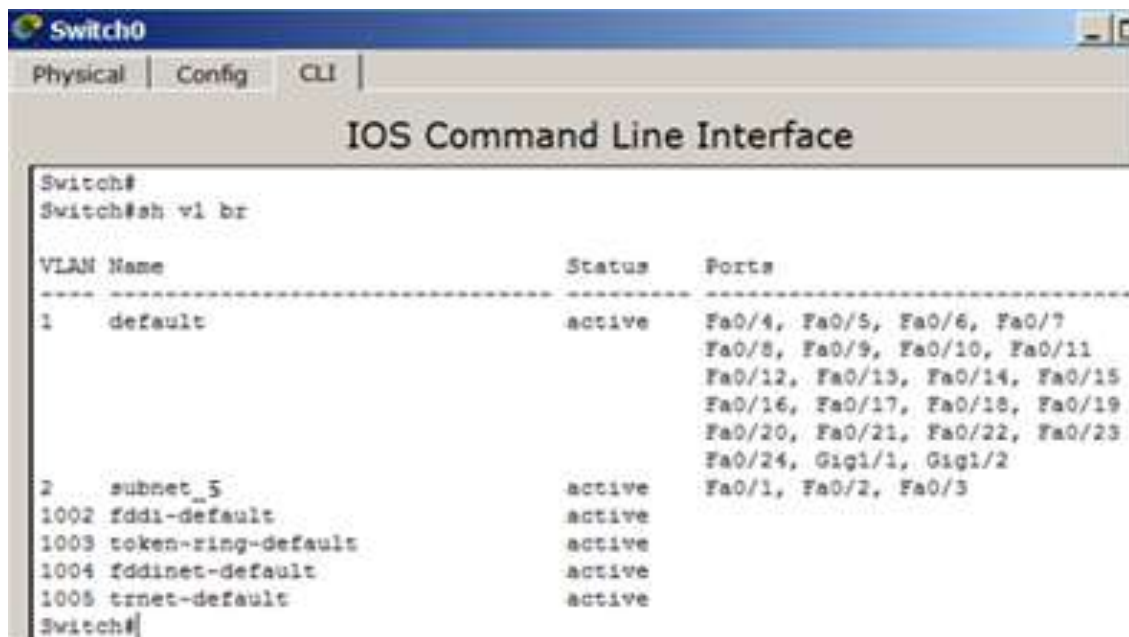 Switch0
Physical Config CLI
IOS Command Line Interface
Switch#
Switch#sh vl br
VLAN Name Status Ports
---- -------------------------------- --------- -------------------------------
1 default active Fa0/4, Fa0/5, Fa0/6, Fa0/7
Fa0/8, Fa0/9, Fa0/10, Fa0/11
Fa0/12, Fa0/13, Fa0/14, Fa0/15
Fa0/16, Fa0/17, Fa0/18, Fa0/19
Fa0/20, Fa0/21, Fa0/22, Fa0/23
Fa0/24, Gig1/1, Gig1/2
2 subnet_5 active Fa0/1, Fa0/2, Fa0/3
1002 fddi-default active
1003 token-ring-default active
1004 fddinet-default active
1005 trnet-default active
Switch#